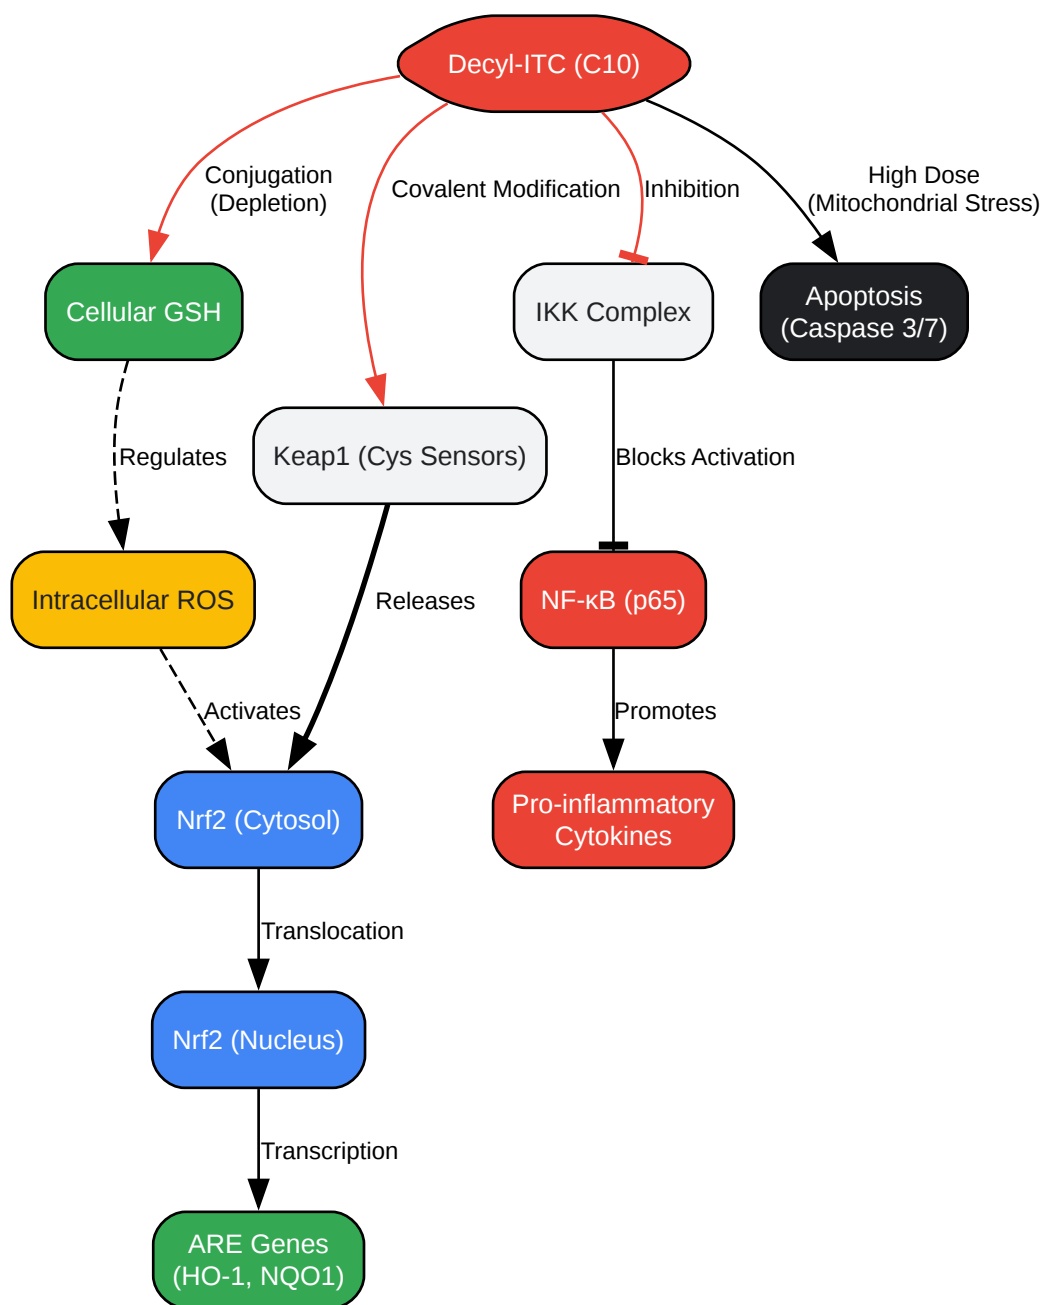 Decyl-ITC (C10)
Conjugation
(Depletion)
Covalent Modification
Inhibition
High Dose
(Mitochondrial Stress)
Cellular GSH
IKK Complex
Apoptosis
(Caspase 3/7)
Regulates
Keap1 (Cys Sensors)
Blocks Activation
Intracellular ROS
Releases
NF-κB (p65)
Activates
Promotes
Nrf2 (Cytosol)
Pro-inflammatory
Cytokines
Translocation
Nrf2 (Nucleus)
Transcription
ARE Genes
(HO-1, NQO1)